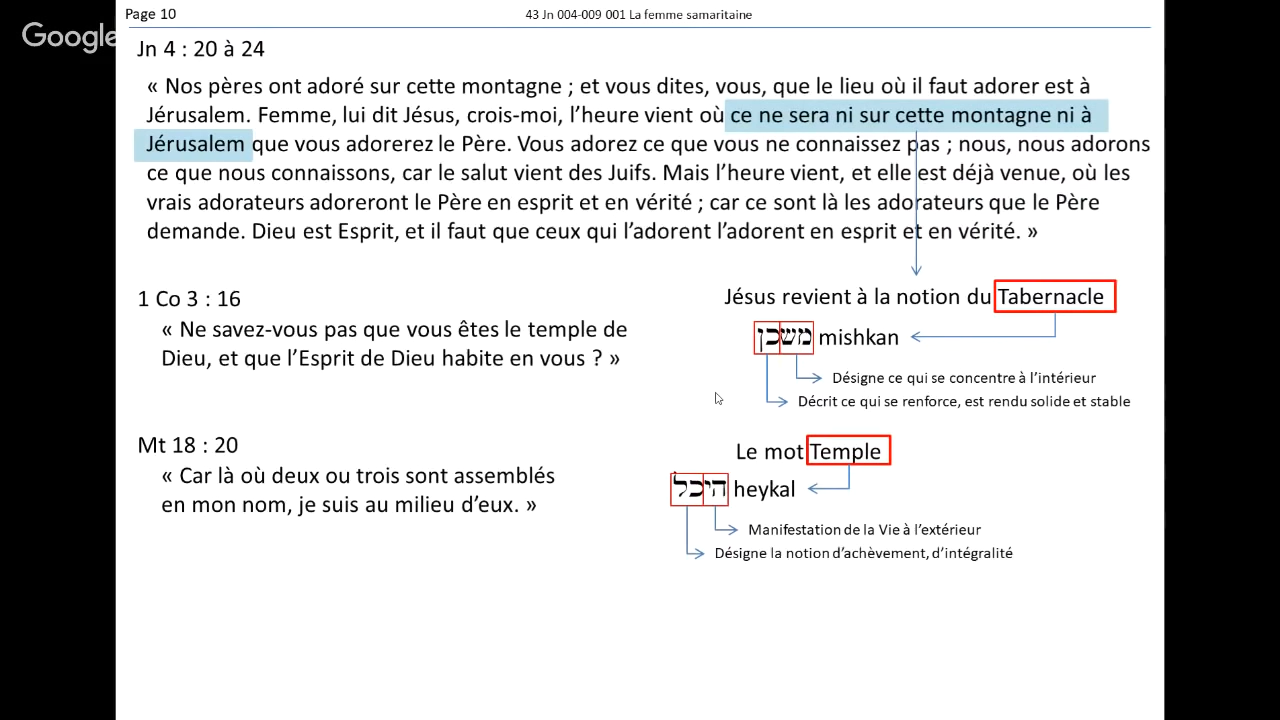 Google
Page 10
43 Jn 004-009 001 La femme samaritaine
Jn 4 : 20 à 24
« Nos pères ont adoré sur cette montagne ; et vous dites, vous, que le lieu où il faut adorer est à
Jérusalem. Femme, lui dit Jésus, crois-moi, l’heure vient où ce ne sera ni sur cette montagne ni à
Jérusalem que vous adorerez le Père. Vous adorez ce que vous ne connaissez pas ; nous, nous adorons
ce que nous connaissons, car le salut vient des Juifs. Mais l’heure vient, et elle est déjà venue, où les
vrais adorateurs adoreront le Père en esprit et en vérité ; car ce sont là les adorateurs que le Père
demande. Dieu est Esprit, et il faut que ceux qui l’adorent l’adorent en esprit et en vérité. »
1 Co 3 : 16
« Ne savez-vous pas que vous êtes le temple de
Dieu, et que l’Esprit de Dieu habite en vous ? »
Mt 18 : 20
« Car là où deux ou trois sont assemblés
en mon nom, je suis au milieu d’eux. »
Jésus revient à la notion du Tabernacle
משכן mishkan
Désigne ce qui se concentre à l’intérieur
Décrit ce qui se renforce, est rendu solide et stable
Le mot Temple
היכל heykal
Manifestation de la Vie à l’extérieur
Désigne la notion d’achèvement, d’intégralité